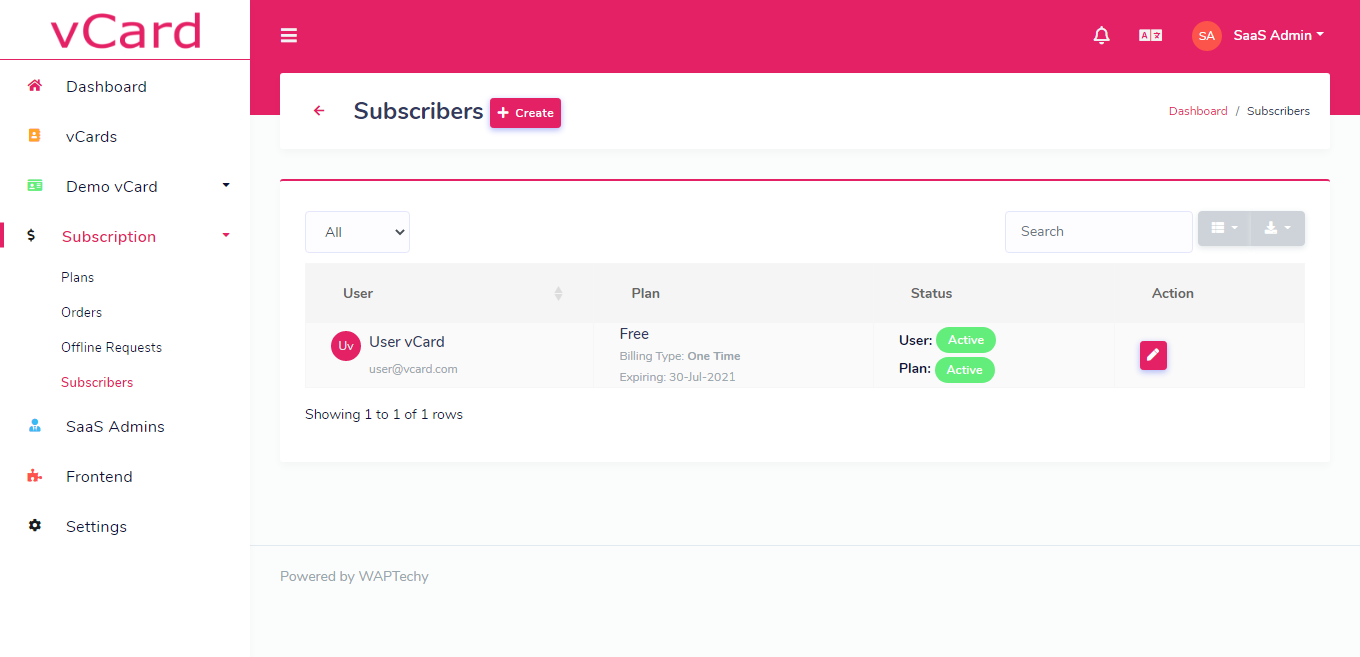 vCard
SA SaaS Admin
Dashboard
vCards
Demo vCard
Subscription
Plans
Orders
Offline Requests
Subscribers
SaaS Admins
Frontend
Settings
Subscribers + Create
Dashboard / Subscribers
All
Search
User Plan Status Action
Uv User vCard
user@vcard.com
Free
Billing Type: One Time
Expiring: 30-Jul-2021
User: Active
Plan: Active
Showing 1 to 1 of 1 rows
Powered by WAPTechy